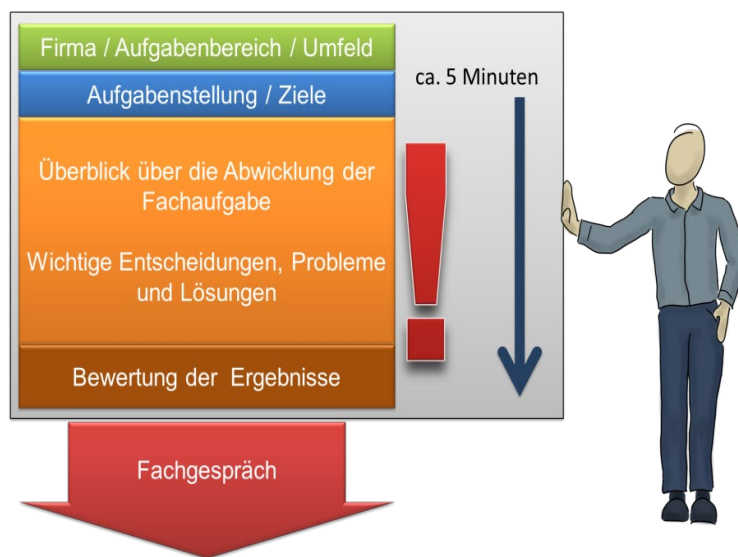 Firma / Aufgabenbereich / Umfeld
ca. 5 Minuten
Aufgabenstellung / Ziele
Überblick über die Abwicklung der
Fachaufgabe
Wichtige Entscheidungen, Probleme
und Lösungen
!
Bewertung der Ergebnisse
Fachgespräch